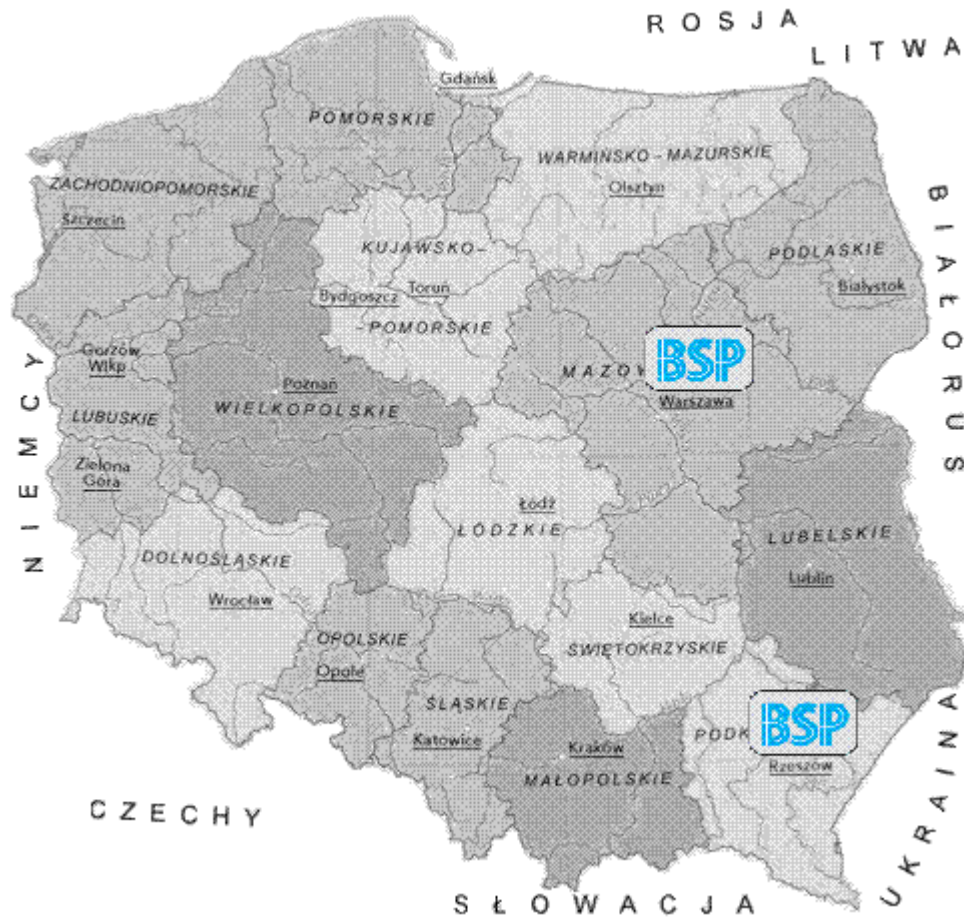 ROSJA
LITWA
Gdańsk
POMORSKIE
WARMIŃSKO – MAZURSKIE
Olsztyn
ZACHODNIOPOMORSKIE
Szczecin
BIAŁORUS
KUJAWSKO –
PODLASKIE
Białystok
Bydgoszcz
Toruń
– POMORSKIE
Gorzów
Wlkp
BSP
MAZOW
Warszawa
Poznań
WIELKOPOLSKIE
LUBUSKIE
NIEMCY
Zielona
Góra
Łódź
ŁÓDZKIE
LUBELSKIE
Lublin
DOLNOŚLĄSKIE
Wrocław
Kielce
ŚWIĘTOKRZYSKIE
OPOLSKIE
Opole
ŚLĄSKIE
Katowice
BSP
PODK
Rzeszów
Kraków
MAŁOPOLSKIE
CZECHY
UKRAINA
SŁOWACJA